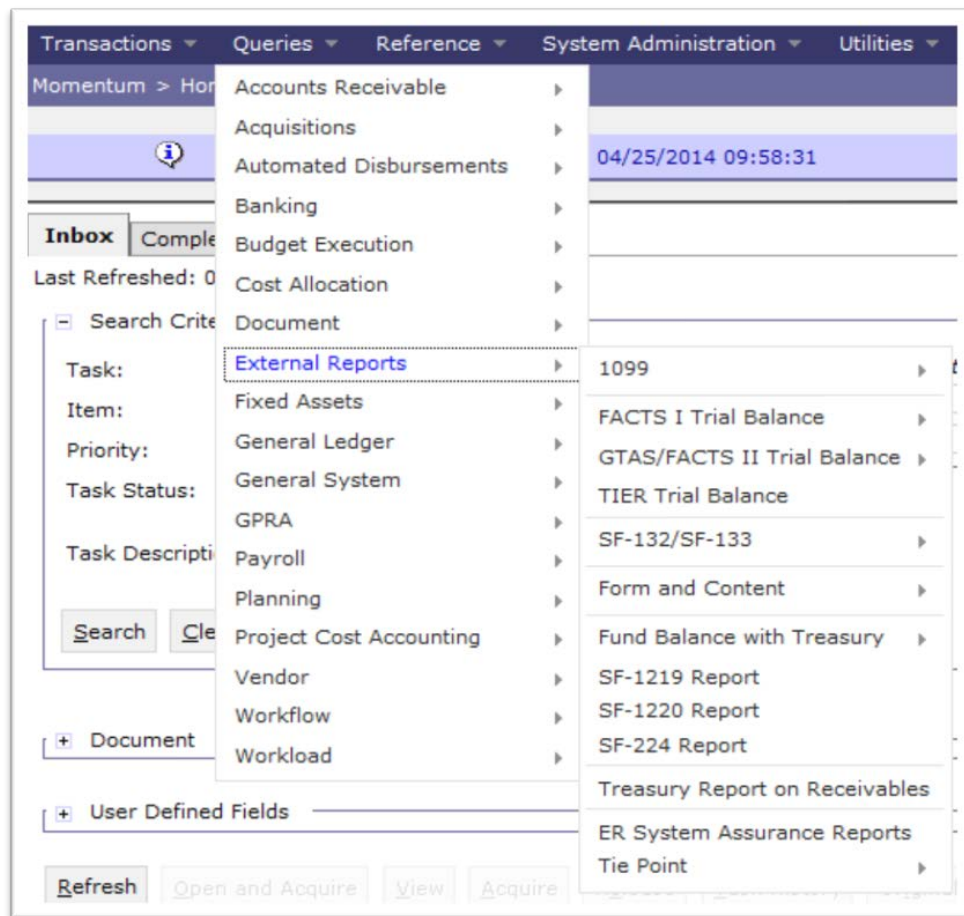 Transactions Queries Reference System Administration Utilities
Momentum > Hor
04/25/2014 09:58:31
Inbox Comple
Last Refreshed: 0
Search Crite
Task:
Item:
Priority:
Task Status:
Task Descripti
Search Cle
Document
User Defined Fields
Refresh Open and Acquire View Acquire
Accounts Receivable
Acquisitions
Automated Disbursements
Banking
Budget Execution
Cost Allocation
Document
External Reports
Fixed Assets
General Ledger
General System
GPRA
Payroll
Planning
Project Cost Accounting
Vendor
Workflow
Workload
1099
FACTS I Trial Balance
GTAS/FACTS II Trial Balance
TIER Trial Balance
SF-132/SF-133
Form and Content
Fund Balance with Treasury
SF-1219 Report
SF-1220 Report
SF-224 Report
Treasury Report on Receivables
ER System Assurance Reports
Tie Point